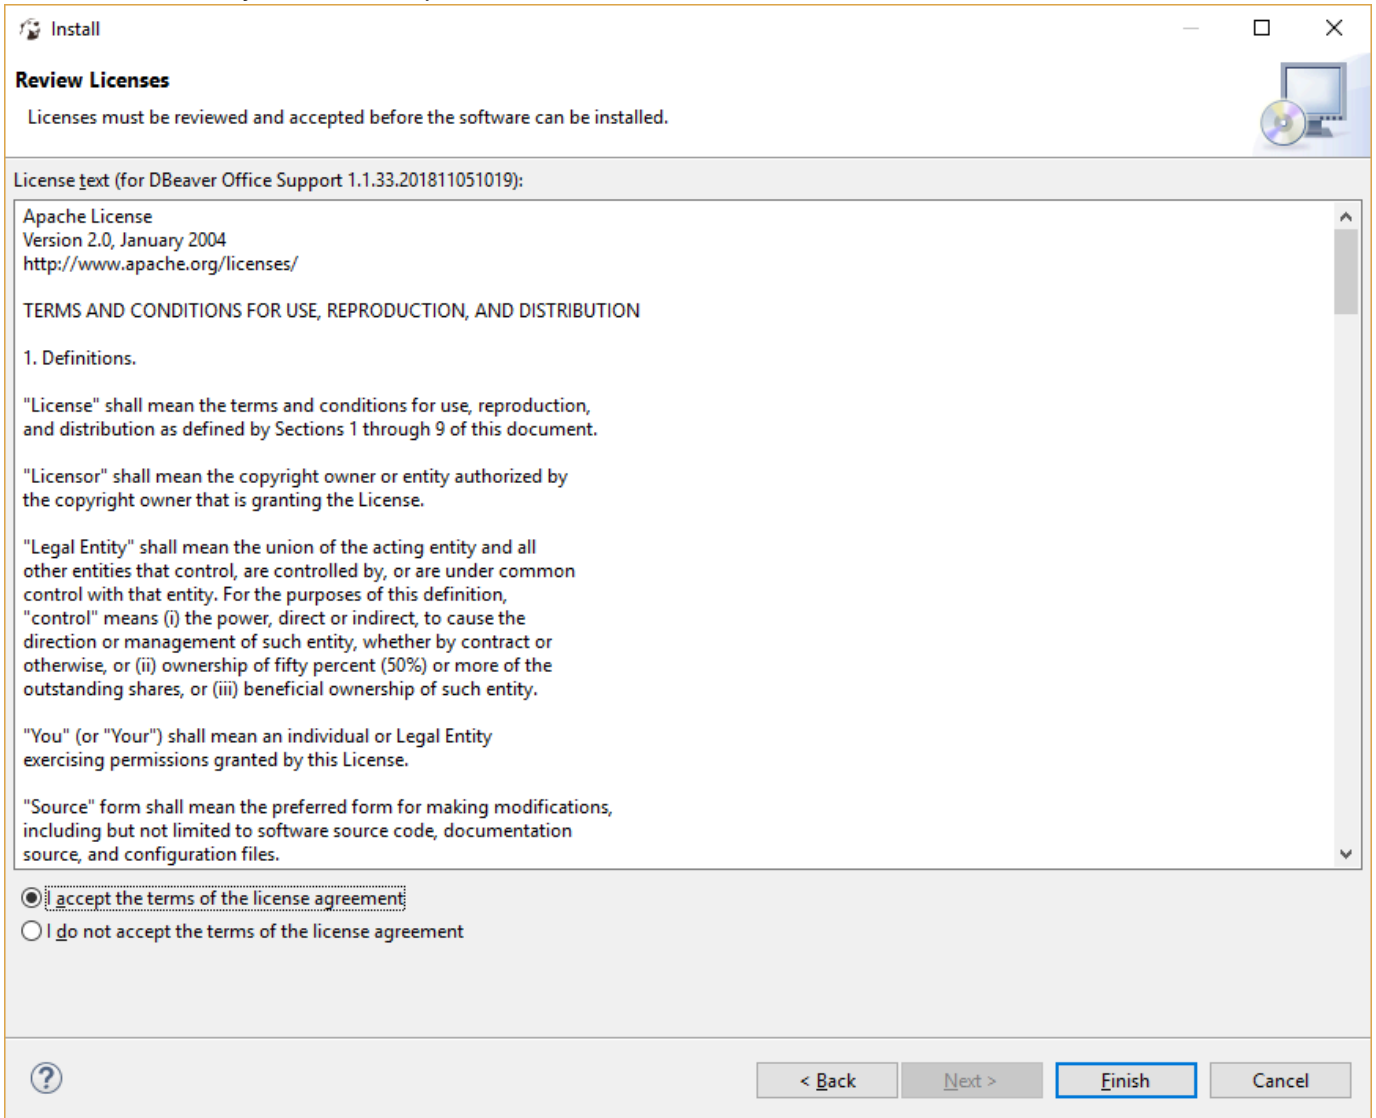 Install
Review Licenses
Licenses must be reviewed and accepted before the software can be installed.
License text (for DBeaver Office Support 1.1.33.201811051019):
Apache License
Version 2.0, January 2004
http://www.apache.org/licenses/
TERMS AND CONDITIONS FOR USE, REPRODUCTION, AND DISTRIBUTION
1. Definitions.
"License" shall mean the terms and conditions for use, reproduction,
and distribution as defined by Sections 1 through 9 of this document.
"Licensor" shall mean the copyright owner or entity authorized by
the copyright owner that is granting the License.
"Legal Entity" shall mean the union of the acting entity and all
other entities that control, are controlled by, or are under common
control with that entity. For the purposes of this definition,
"control" means (i) the power, direct or indirect, to cause the
direction or management of such entity, whether by contract or
otherwise, or (ii) ownership of fifty percent (50%) or more of the
outstanding shares, or (iii) beneficial ownership of such entity.
"You" (or "Your") shall mean an individual or Legal Entity
exercising permissions granted by this License.
"Source" form shall mean the preferred form for making modifications,
including but not limited to software source code, documentation
source, and configuration files.
I accept the terms of the license agreement
I do not accept the terms of the license agreement
< Back Next > Finish Cancel